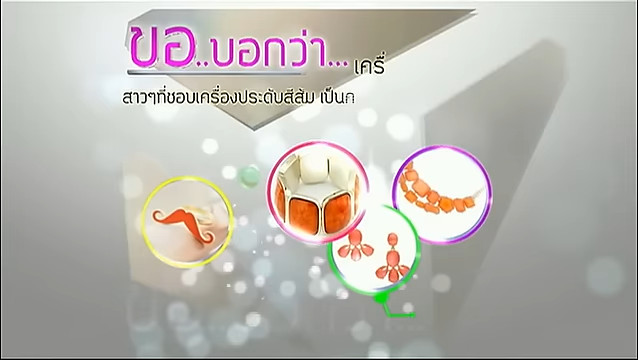 ขอ..บอกว่า... เครื่
สาวๆที่ชอบเครื่องประดับสีส้ม เป็นก